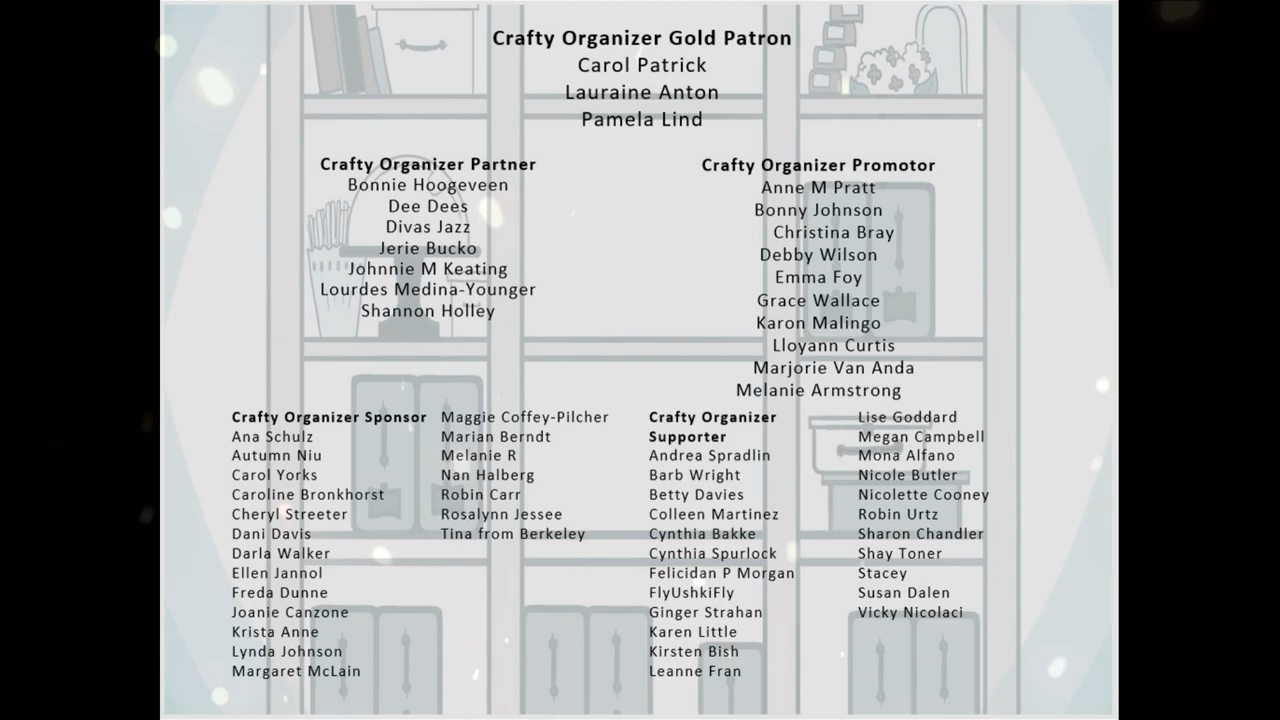 Crafty Organizer Gold Patron
Carol Patrick
Lauraine Anton
Pamela Lind
Crafty Organizer Partner
Bonnie Hoogeveen
Dee Dees
Divas Jazz
Jerie Bucko
Johnnie M Keating
Lourdes Medina-Younger
Shannon Holley
Crafty Organizer Promotor
Anne M Pratt
Bonny Johnson
Christina Bray
Debby Wilson
Emma Foy
Grace Wallace
Karon Malingo
Lloyann Curtis
Marjorie Van Anda
Melanie Armstrong
Crafty Organizer Sponsor
Ana Schulz
Autumn Niu
Carol Yorks
Caroline Bronkhorst
Cheryl Streeter
Dani Davis
Darla Walker
Ellen Jannol
Freda Dunne
Joanie Canzone
Krista Anne
Lynda Johnson
Margaret McLain
Maggie Coffey-Pilcher
Marian Berndt
Melanie R
Nan Halberg
Robin Carr
Rosalynn Jessee
Tina from Berkeley
Crafty Organizer
Supporter
Andrea Spradlin
Barb Wright
Betty Davies
Colleen Martinez
Cynthia Bakke
Cynthia Spurlock
Felicidan P Morgan
FlyUshkiFly
Ginger Strahan
Karen Little
Kirsten Bish
Leanne Fran
Lise Goddard
Megan Campbell
Mona Alfano
Nicole Butler
Nicolette Cooney
Robin Urtz
Sharon Chandler
Shay Toner
Stacey
Susan Dalen
Vicky Nicolaci